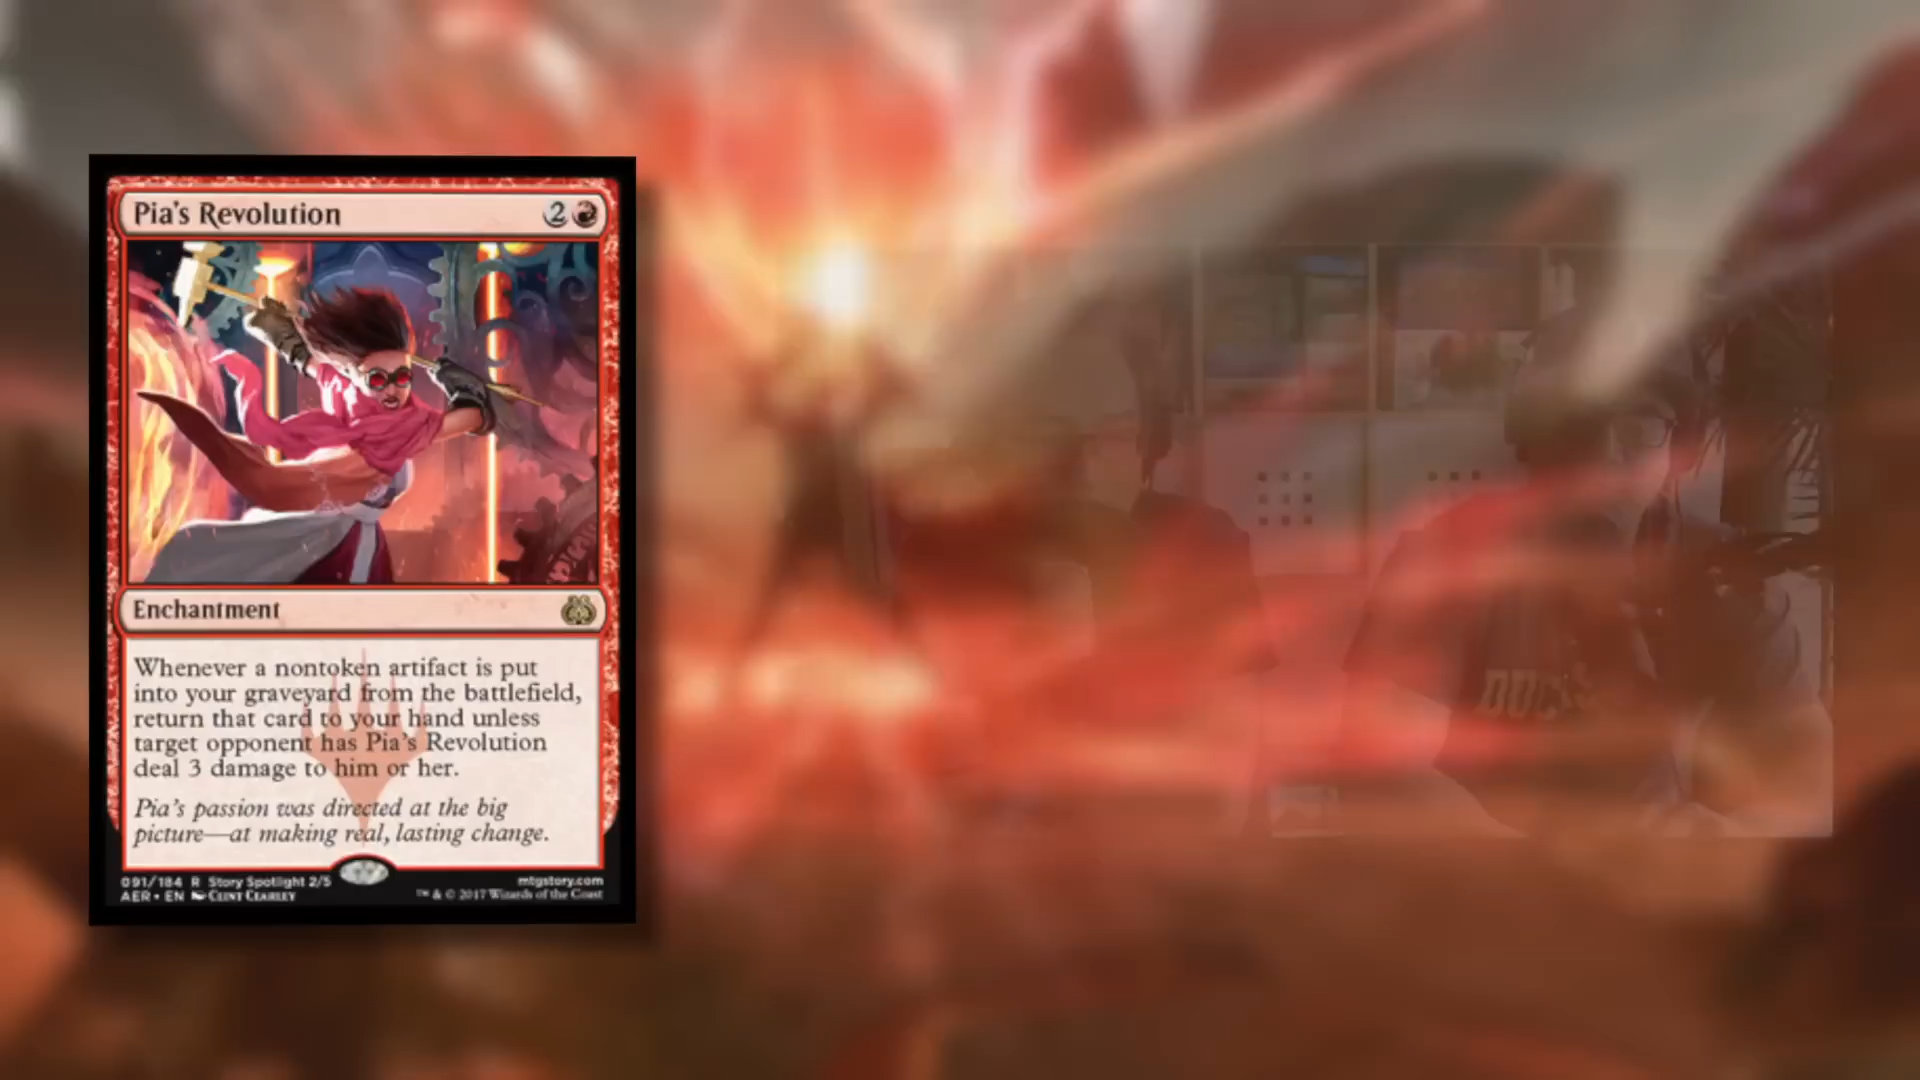 Pia's Revolution 2
Enchantment
Whenever a nontoken artifact is put
into your graveyard from the battlefield,
return that card to your hand unless
target opponent has Pia's Revolution
deal 3 damage to him or her.
Pia's passion was directed at the big
picture—at making real, lasting change.
091/184 R Story Spotlight 2/5
mtgstory.com
AER • EN Clint Cearley
™ & © 2017 Wizards of the Coast
DUCKS